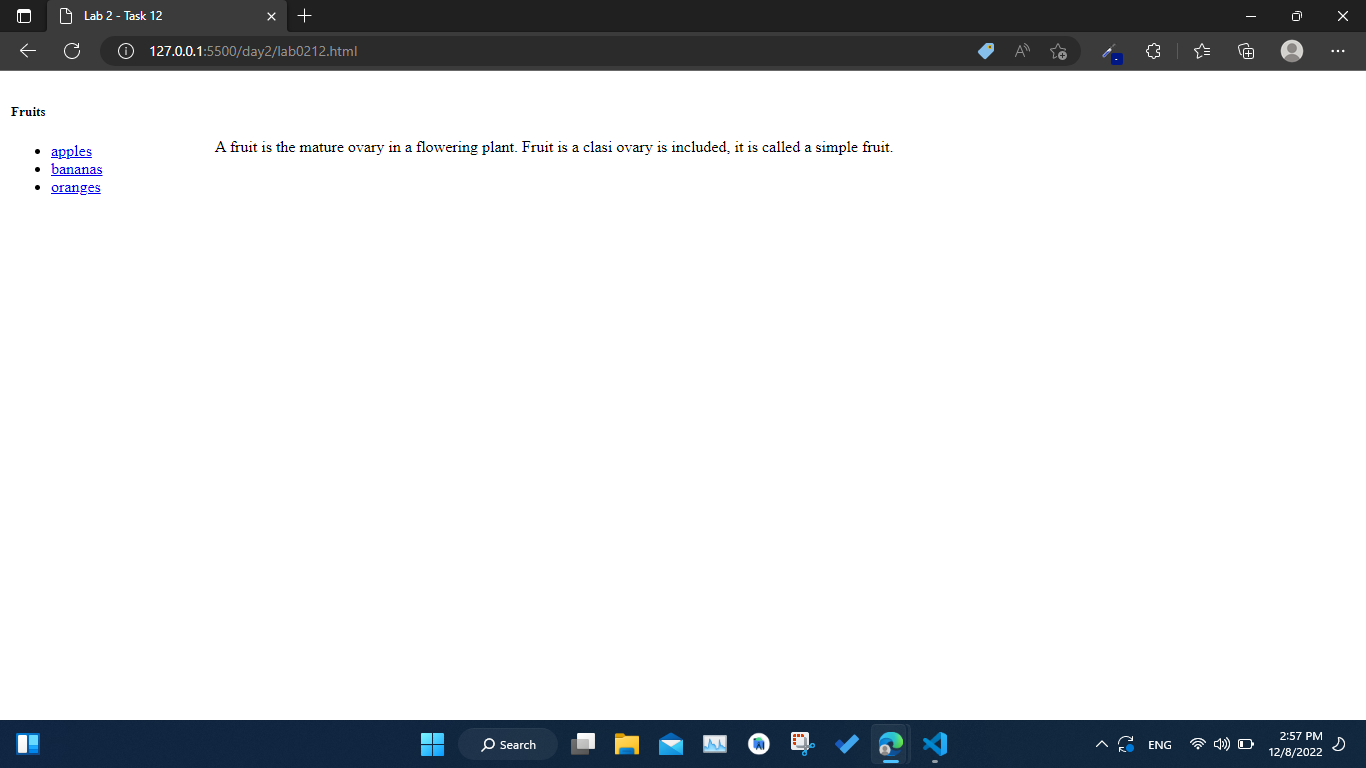 Lab 2 - Task 12
127.0.0.1:5500/day2/lab0212.html
Fruits
apples
bananas
oranges
A fruit is the mature ovary in a flowering plant. Fruit is a clasi ovary is included, it is called a simple fruit.
Search
ENG
2:57 PM
12/8/2022